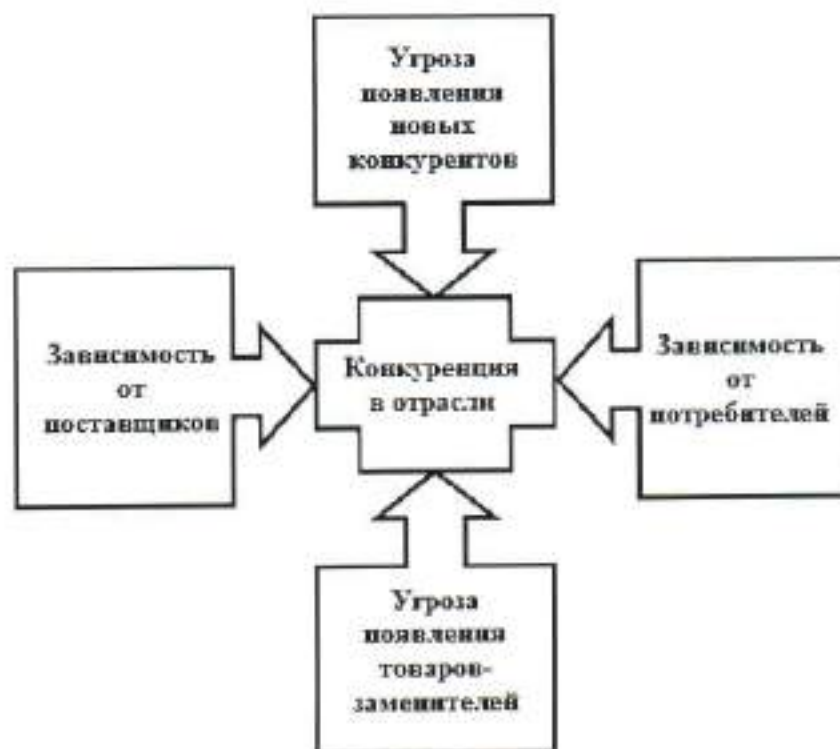 Угроза
появления
новых
конкурентов
Зависимость
от
поставщиков
Конкуренция
в отрасли
Зависимость
от
потребителей
Угроза
появления
товаров-
заменителей